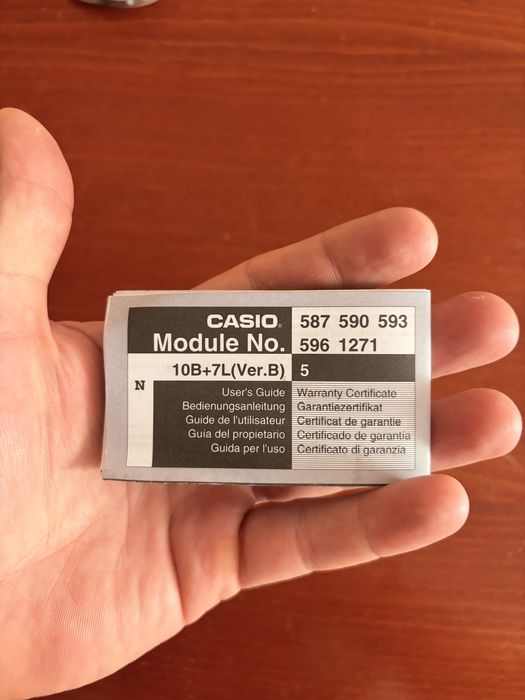 CASIO®
587 590 593
Module No.
596 1271
10B+7L(Ver.B)
5
N
User's Guide
Warranty Certificate
Bedienungsanleitung
Garantiezertifikat
Guide de l'utilisateur
Certificat de garantie
Guía del propietario
Certificado de garantía
Guida per l'uso
Certificato di garanzia